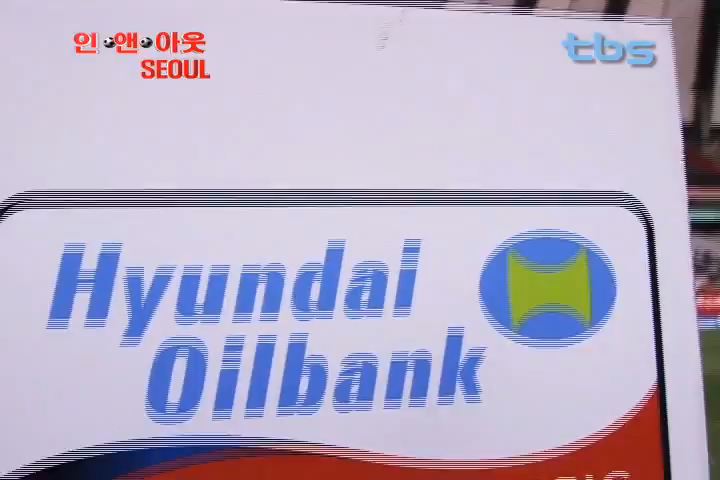 인 앤 아웃
SEOUL
tbs
Hyundai
Oilbank